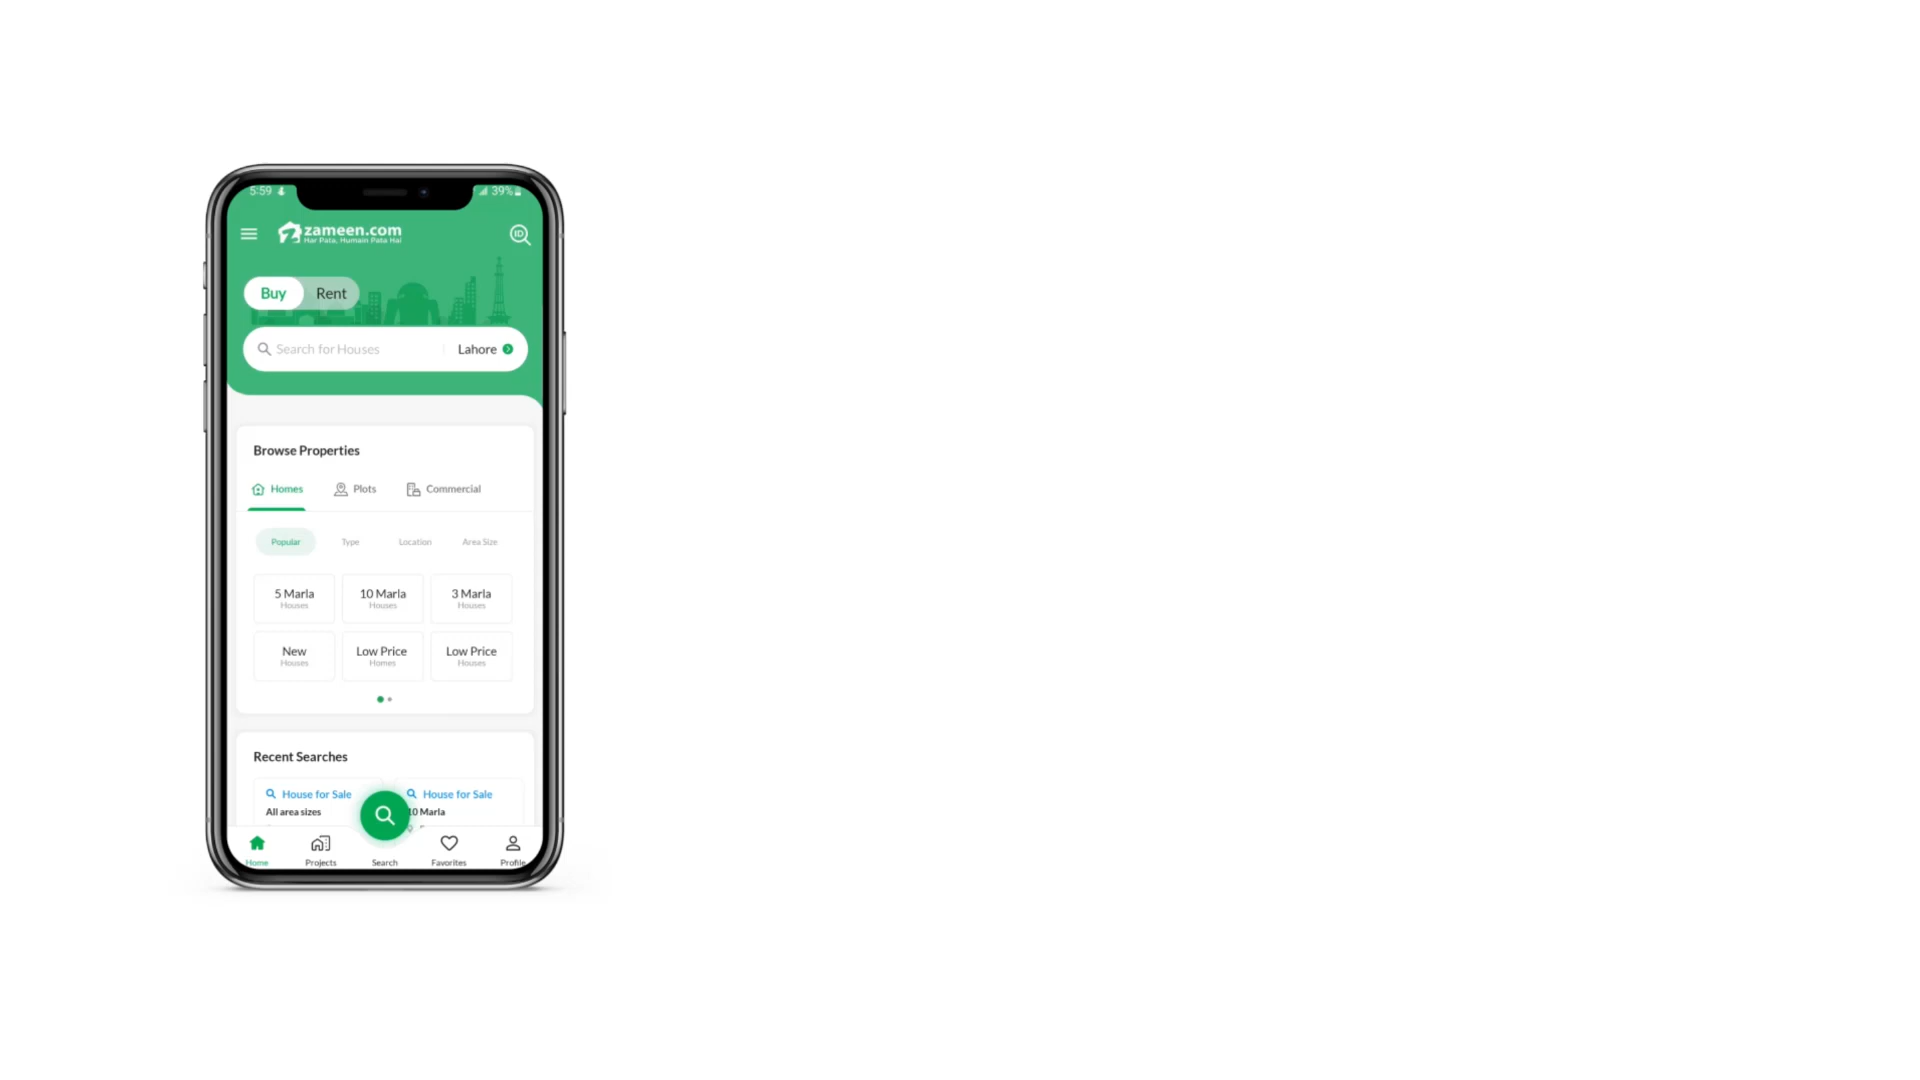 5:59 39%
zameen.com
Har Pata, Humain Pata Hai
ID
Buy Rent
Search for Houses Lahore
Browse Properties
Homes Plots Commercial
Popular Type Location Area Size
5 Marla 10 Marla 3 Marla
Houses Houses Houses
New Low Price Low Price
Houses Homes Houses
Recent Searches
House for Sale House for Sale
All area sizes 10 Marla
Home Projects Search Favorites Profile